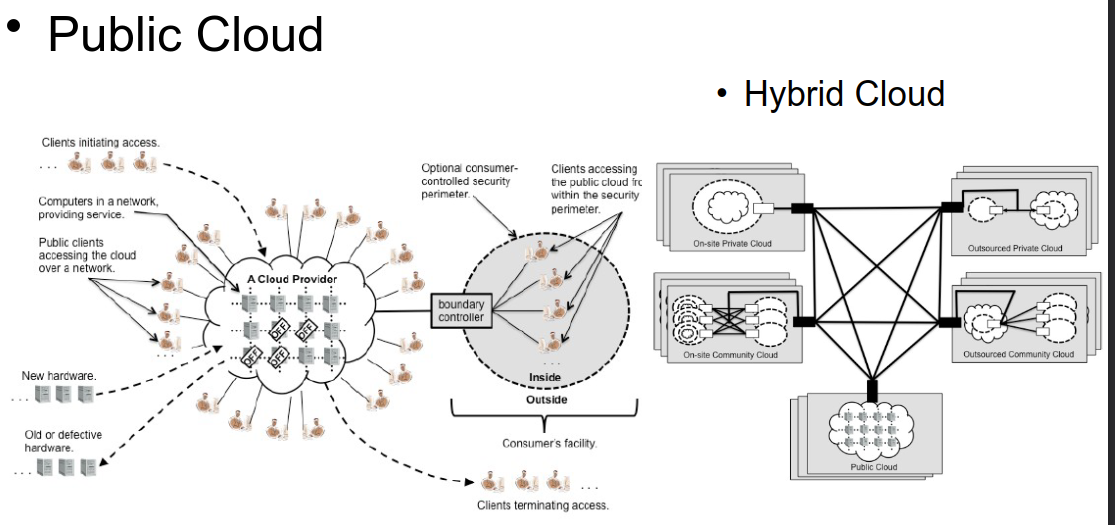 • Public Cloud
• Hybrid Cloud
Clients initiating access.
. . .
Computers in a network,
providing service.
Public clients
accessing the cloud
over a network.
. . .
New hardware.
. . .
Old or defective
hardware.
. . .
A Cloud Provider
OFF
OFF
OFF
OFF
boundary
controller
Optional consumer-
controlled security
perimeter.
Clients accessing
the public cloud frc
within the security
perimeter.
. . .
Inside
Outside
Consumer's facility.
. . .
Clients terminating access.
On-site Private Cloud
Outsourced Private Cloud
On-site Community Cloud
Outsourced Community Cloud
Public Cloud